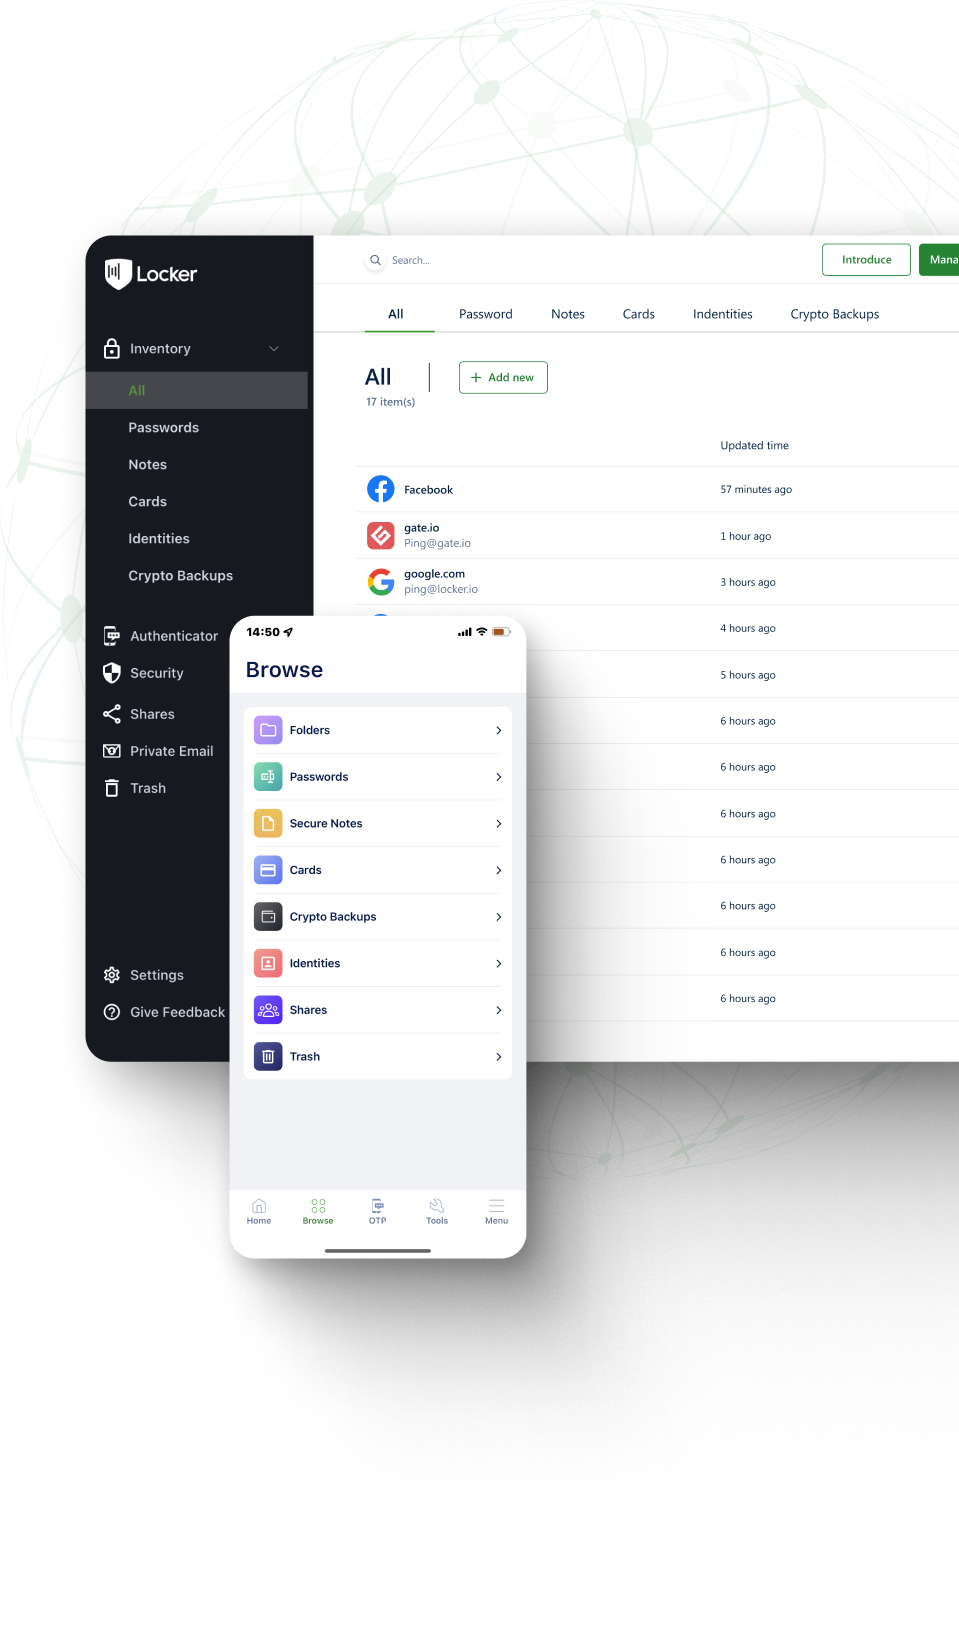 Locker
Search...
Introduce
Mana
All
Password
Notes
Cards
Indentities
Crypto Backups
Inventory
All
Passwords
Notes
Cards
Identities
Crypto Backups
Authenticator
Security
Shares
Private Email
Trash
Settings
Give Feedback
All
17 item(s)
+ Add new
Updated time
Facebook
57 minutes ago
gate.io
Ping@gate.io
1 hour ago
google.com
ping@locker.io
3 hours ago
4 hours ago
5 hours ago
6 hours ago
6 hours ago
6 hours ago
6 hours ago
6 hours ago
6 hours ago
6 hours ago
14:50
Browse
Folders
Passwords
Secure Notes
Cards
Crypto Backups
Identities
Shares
Trash
Home
Browse
OTP
Tools
Menu